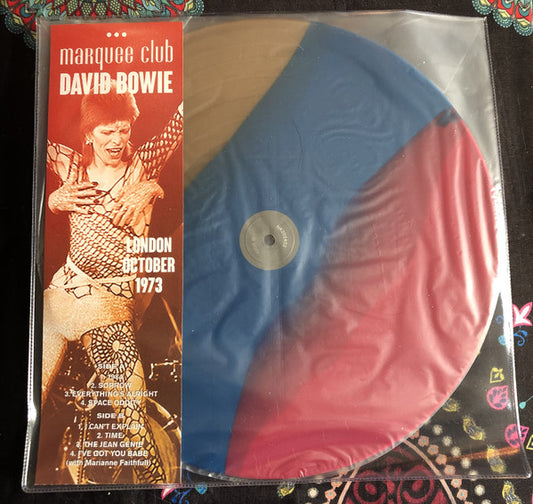 marquee club
DAVID BOWIE
LONDON
OCTOBER
1973
SIDE A
2. SORROW
3. EVERYTHING'S ALRIGHT
4. SPACE ODDITY
SIDE B
1. I CAN'T EXPLAIN
2. TIME
3. THE JEAN GENIE
4. I'VE GOT YOU BABE
(with Marianne Faithfull)